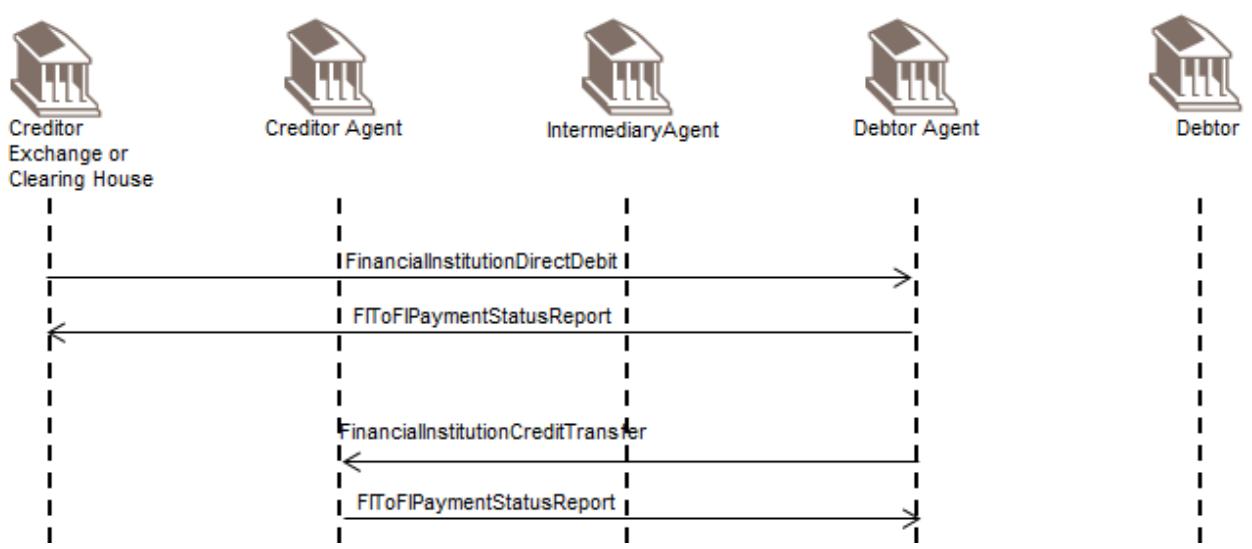 Creditor
Exchange or
Clearing House
Creditor Agent
IntermediaryAgent
Debtor Agent
Debtor
FinancialInstitutionDirectDebit
FIToFIPaymentStatusReport
FinancialInstitutionCreditTransfer
FIToFIPaymentStatusReport